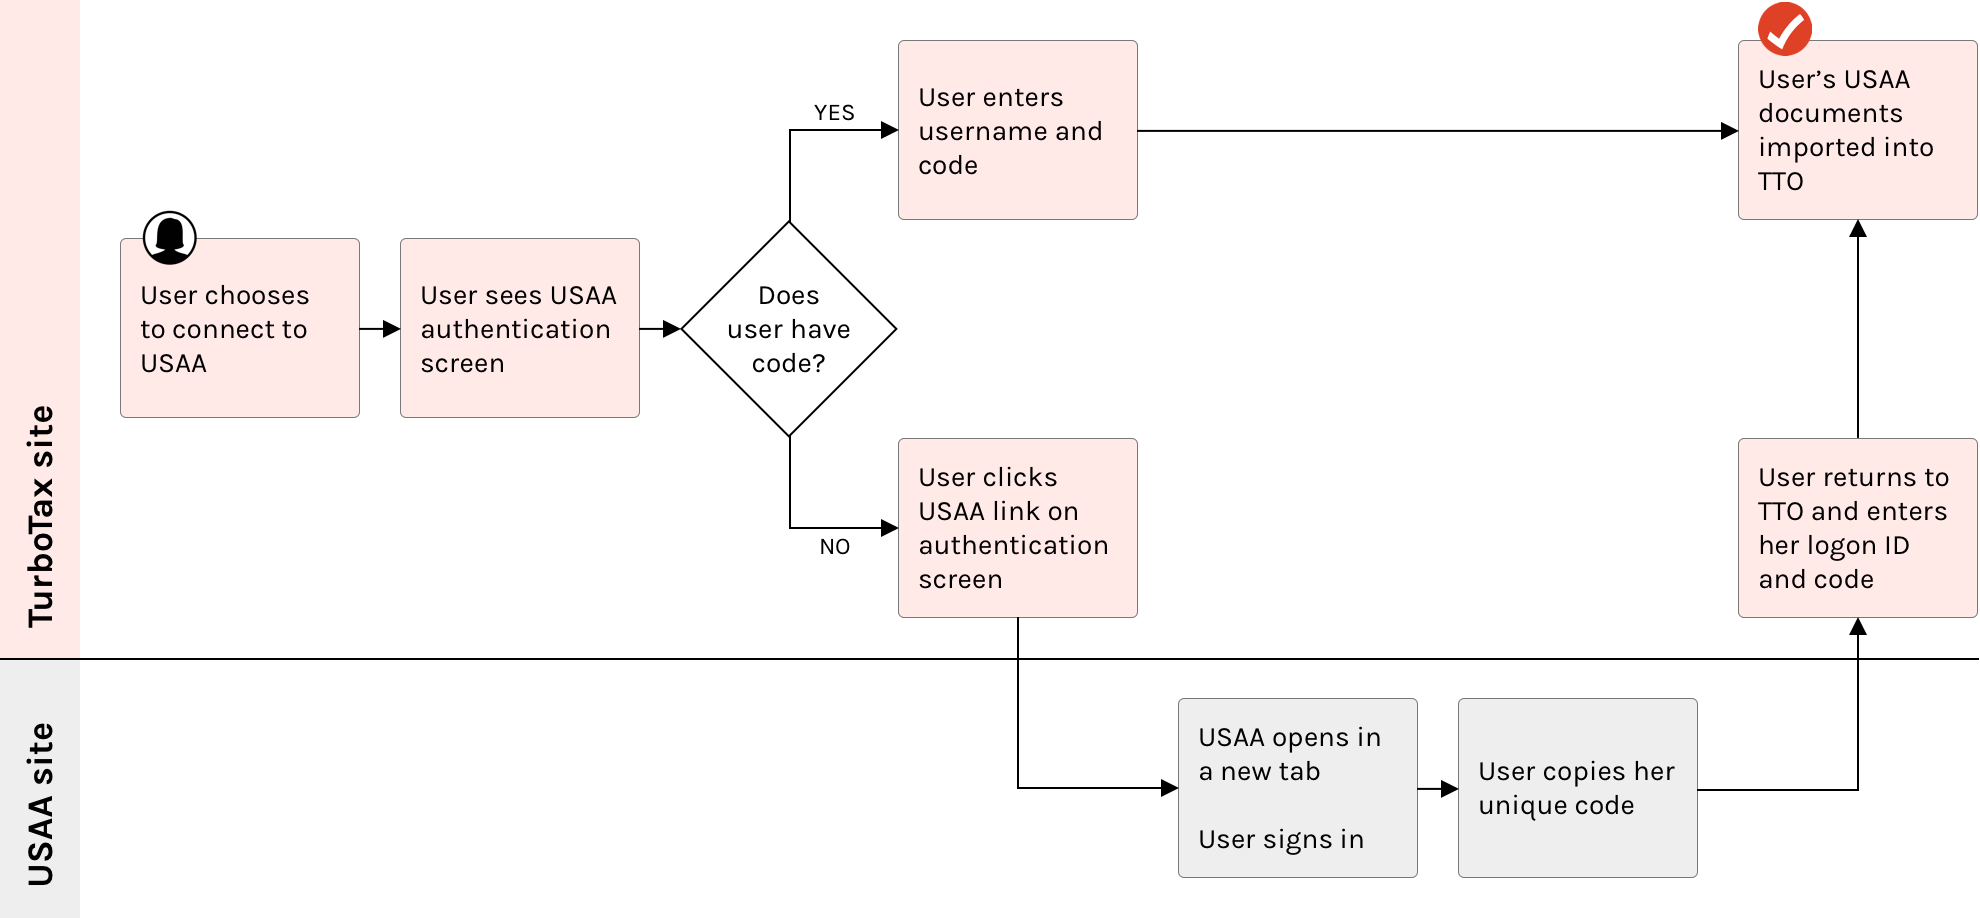 TurboTax site
User chooses
to connect to
USAA
User sees USAA
authentication
screen
Does
user have
code?
YES
User enters
username and
code
User’s USAA
documents
imported into
TTO
NO
User clicks
USAA link on
authentication
screen
User returns to
TTO and enters
her logon ID
and code
USAA site
USAA opens in
a new tab
User signs in
User copies her
unique code